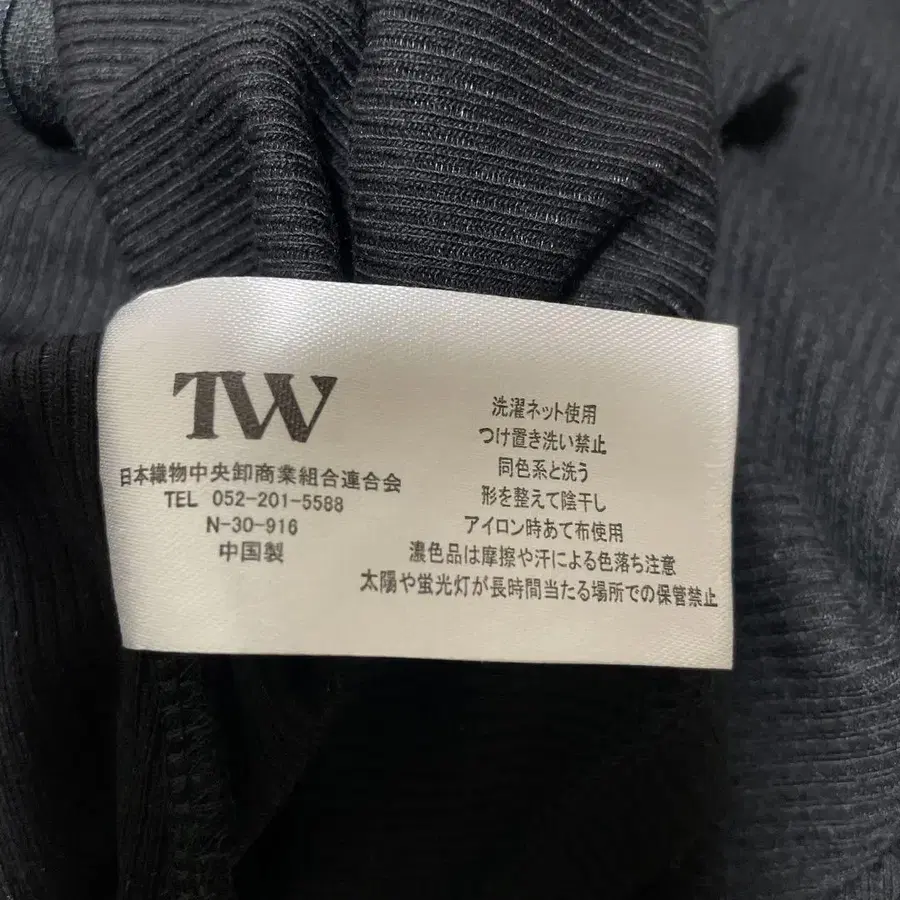 TW
日本織物中央卸商業組合連合会
TEL 052-201-5588
N-30-916
中国製
洗濯ネット使用
つけ置き洗い禁止
同色系と洗う
形を整えて陰干し
アイロン時あて布使用
濃色品は摩擦や汗による色落ち注意
太陽や蛍光灯が長時間当たる場所での保管禁止